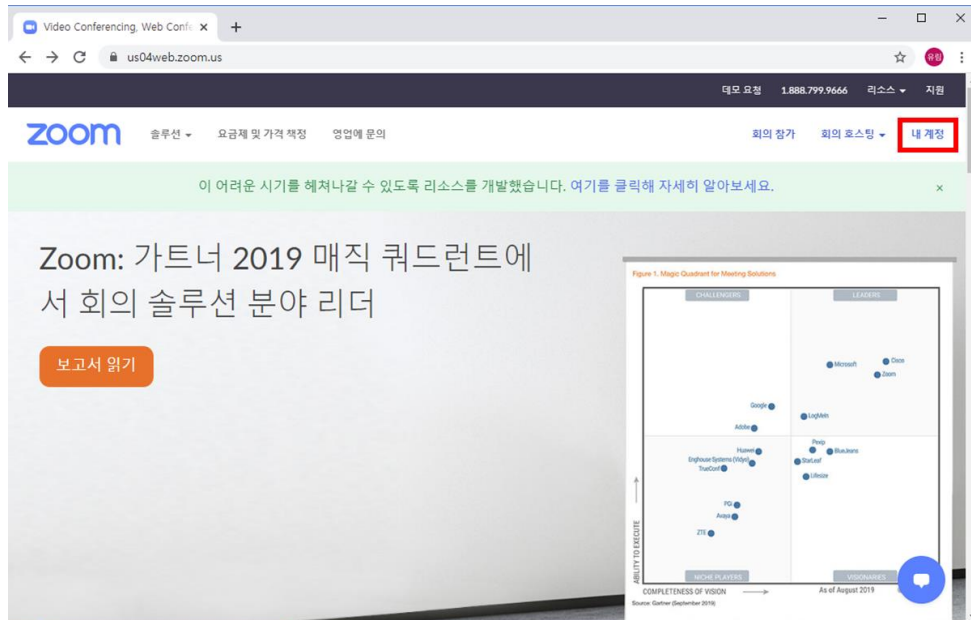 Video Conferencing, Web Confe
us04web.zoom.us
유림
데모 요청 1.888.799.9666 리소스 지원
zoom 솔루션 요금제 및 가격 책정 영업에 문의 회의 참가 회의 호스팅 내 계정
이 어려운 시기를 헤쳐나갈 수 있도록 리소스를 개발했습니다. 여기를 클릭해 자세히 알아보세요. ×
Zoom: 가트너 2019 매직 쿼드런트에
서 회의 솔루션 분야 리더
보고서 읽기
Figure 1. Magic Quadrant for Meeting Solutions
CHALLENGERS LEADERS
Cisco
Microsoft
Zoom
Google
LogMeIn
Adobe
Pexip
Huawei BlueJeans
Enghouse Systems (Vidyo) StarLeaf
TrueConf
Lifesize
PGi
Avaya
ZTE
ABILITY TO EXECUTE
NICHE PLAYERS VISIONARIES
COMPLETENESS OF VISION As of August 2019
Source: Gartner (September 2019)